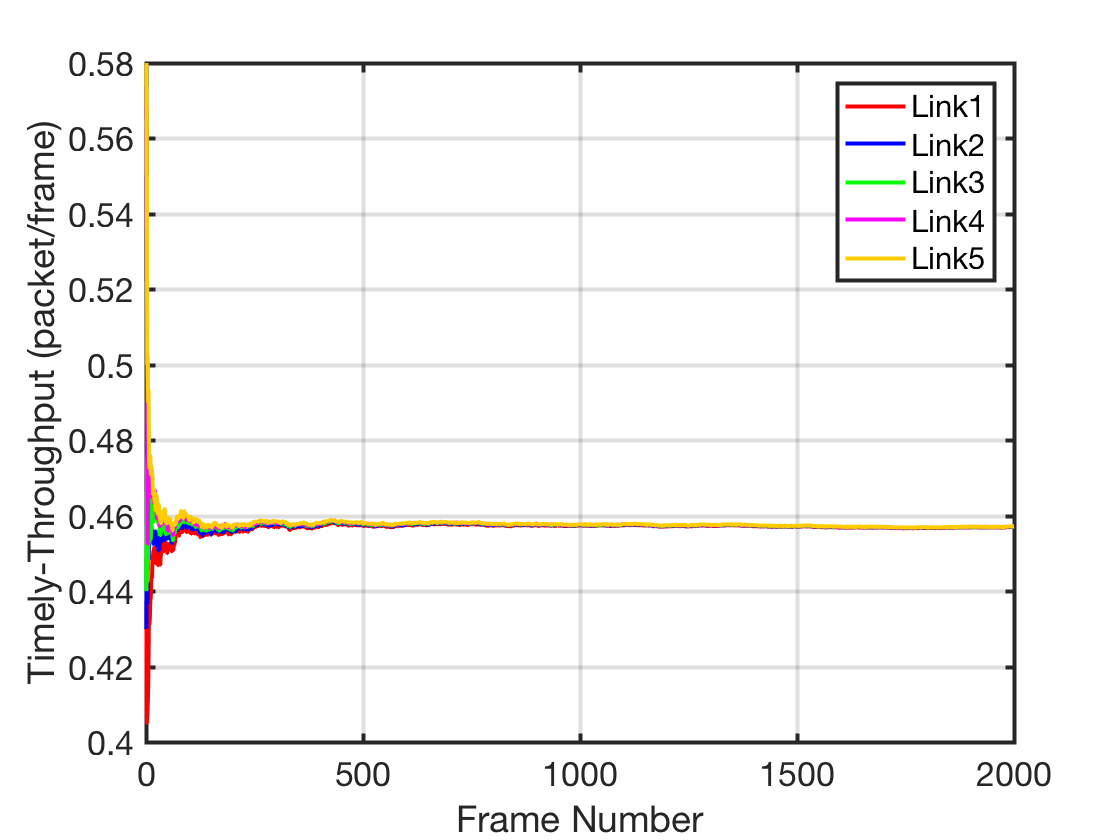 0.58
0.56
0.54
0.52
0.5
0.48
0.46
0.44
0.42
0.4
Timely-Throughput (packet/frame)
Link1
Link2
Link3
Link4
Link5
0 500 1000 1500 2000
Frame Number